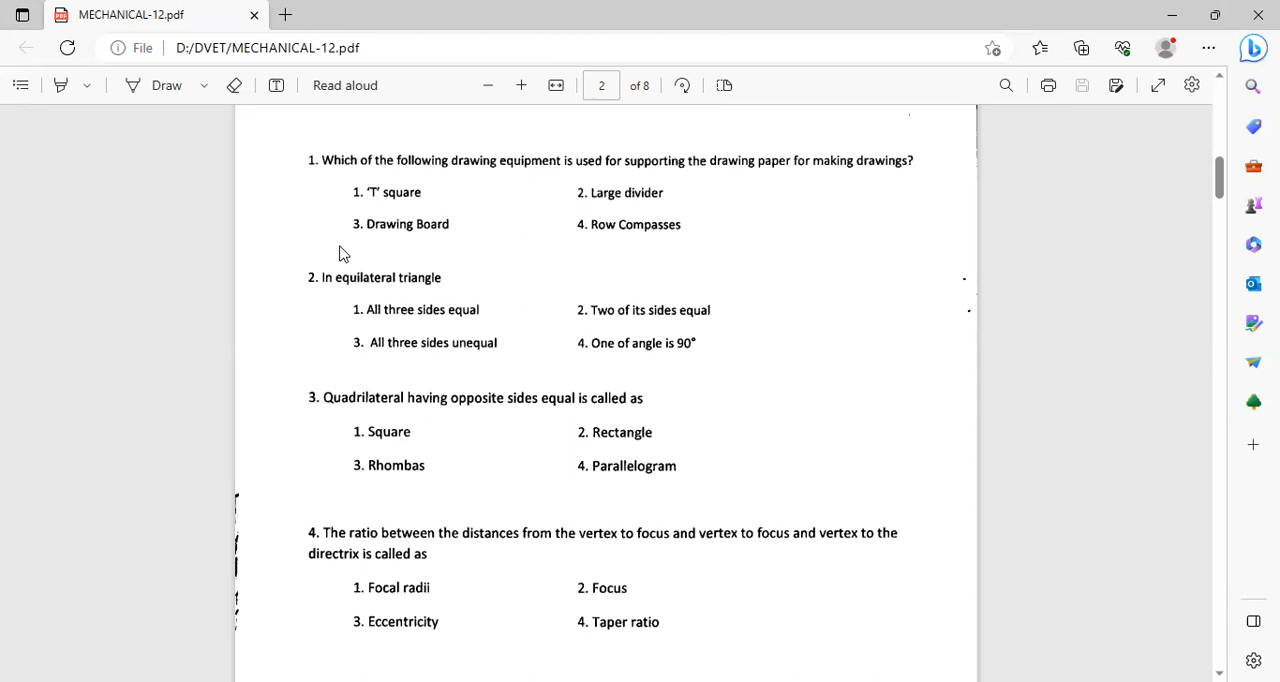 MECHANICAL-12.pdf
File D:/DVET/MECHANICAL-12.pdf
Draw Read aloud 2 of 8
1. Which of the following drawing equipment is used for supporting the drawing paper for making drawings?
1. 'T' square 2. Large divider
3. Drawing Board 4. Row Compasses
2. In equilateral triangle
1. All three sides equal 2. Two of its sides equal
3. All three sides unequal 4. One of angle is 90°
3. Quadrilateral having opposite sides equal is called as
1. Square 2. Rectangle
3. Rhombas 4. Parallelogram
4. The ratio between the distances from the vertex to focus and vertex to focus and vertex to the
directrix is called as
1. Focal radii 2. Focus
3. Eccentricity 4. Taper ratio